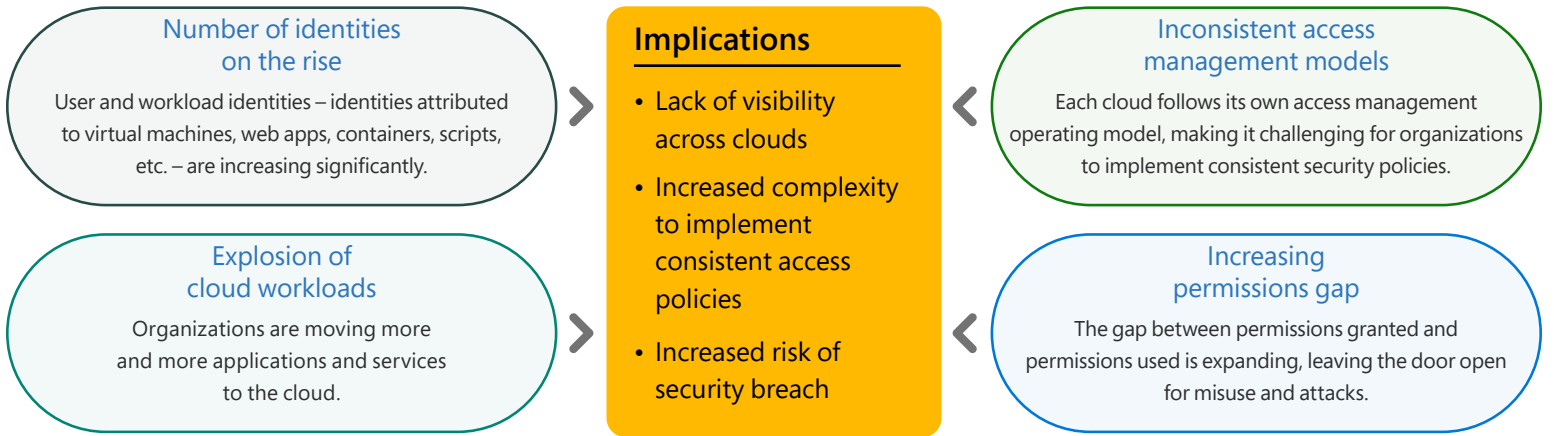 Number of identities
on the rise
User and workload identities – identities attributed
to virtual machines, web apps, containers, scripts,
etc. – are increasing significantly.
Explosion of
cloud workloads
Organizations are moving more
and more applications and services
to the cloud.
Implications
• Lack of visibility
across clouds
• Increased complexity
to implement
consistent access
policies
• Increased risk of
security breach
Inconsistent access
management models
Each cloud follows its own access management
operating model, making it challenging for organizations
to implement consistent security policies.
Increasing
permissions gap
The gap between permissions granted and
permissions used is expanding, leaving the door open
for misuse and attacks.